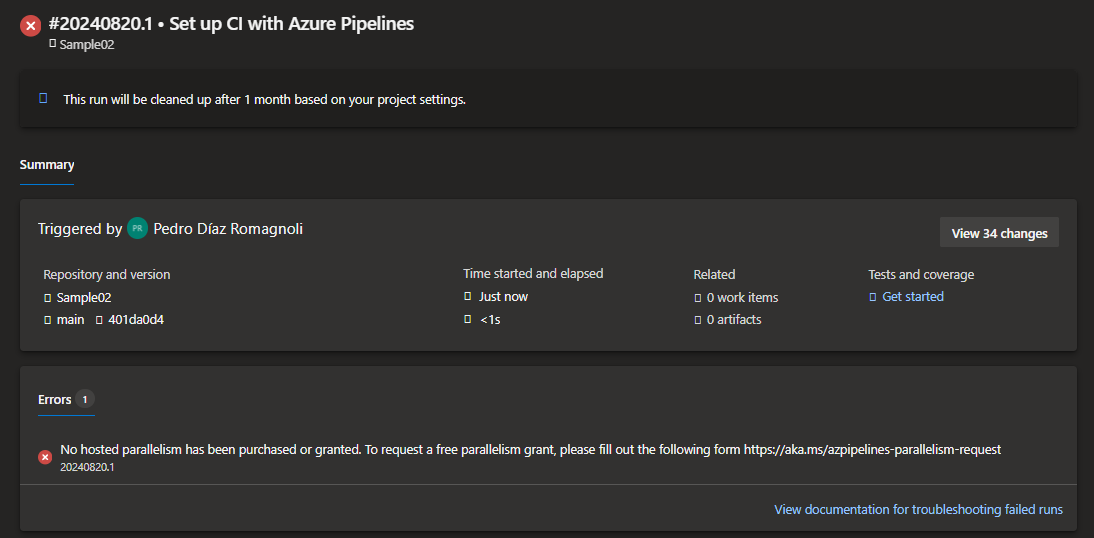 #20240820.1 • Set up CI with Azure Pipelines
Sample02
This run will be cleaned up after 1 month based on your project settings.
Summary
Triggered by PR Pedro Díaz Romagnoli
View 34 changes
Repository and version
Sample02
main 401da0d4
Time started and elapsed
Just now
<1s
Related
0 work items
0 artifacts
Tests and coverage
Get started
Errors 1
No hosted parallelism has been purchased or granted. To request a free parallelism grant, please fill out the following form https://aka.ms/azpipelines-parallelism-request
20240820.1
View documentation for troubleshooting failed runs